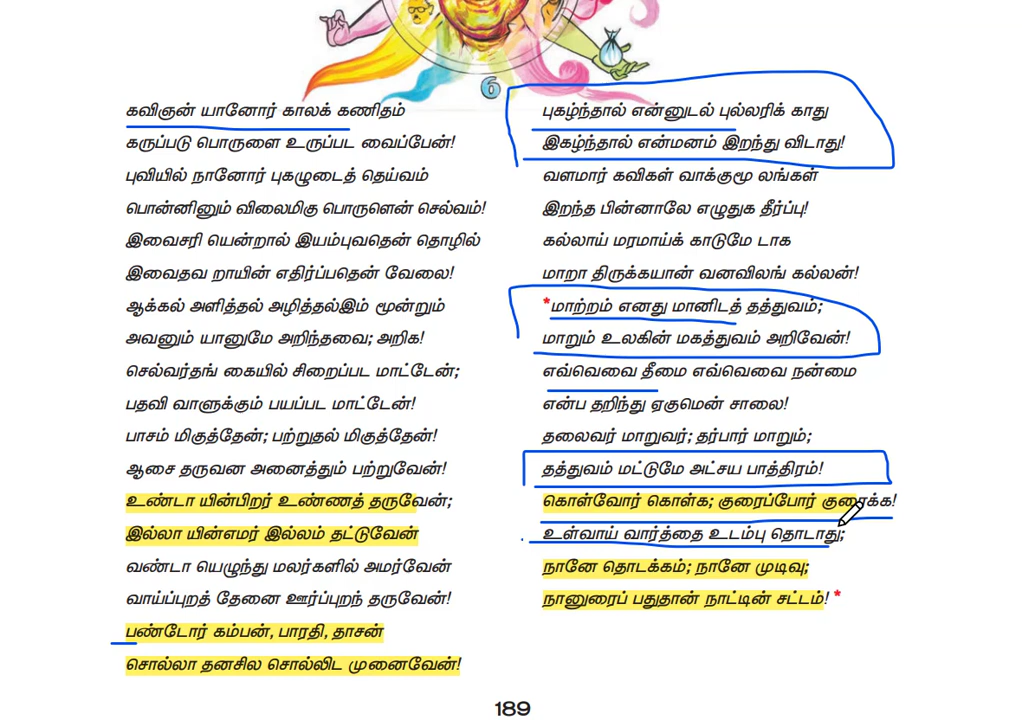 6
கவிஞன் யானோர் காலக் கணிதம்
கருப்படு பொருளை உருப்பட வைப்பேன்!
புவியில் நானோர் புகழுடைத் தெய்வம்
பொன்னினும் விலைமிகு பொருளென் செல்வம்!
இவைசரி யென்றால் இயம்புவதென் தொழில்
இவைதவ றாயின் எதிர்ப்பதென் வேலை!
ஆக்கல் அளித்தல் அழித்தல்இம் மூன்றும்
அவனும் யானுமே அறிந்தவை; அறிக!
செல்வர்தங் கையில் சிறைப்பட மாட்டேன்;
பதவி வாளுக்கும் பயப்பட மாட்டேன்!
பாசம் மிகுத்தேன்; பற்றுதல் மிகுத்தேன்!
ஆசை தருவன அனைத்தும் பற்றுவேன்!
உண்டா யின்பிறர் உண்ணத் தருவேன்;
இல்லா யின்எமர் இல்லம் தட்டுவேன்
வண்டா யெழுந்து மலர்களில் அமர்வேன்
வாய்ப்புறத் தேனை ஊர்ப்புறந் தருவேன்!
பண்டோர் கம்பன், பாரதி, தாசன்
சொல்லா தனசில சொல்லிட முனைவேன்!
புகழ்ந்தால் என்னுடல் புல்லரிக் காது
இகழ்ந்தால் என்மனம் இறந்து விடாது!
வளமார் கவிகள் வாக்குமூ லங்கள்
இறந்த பின்னாலே எழுதுக தீர்ப்பு!
கல்லாய் மரமாய்க் காடுமே டாக
மாறா திருக்கயான் வனவிலங் கல்லன்!
*மாற்றம் எனது மானிடத் தத்துவம்;
மாறும் உலகின் மகத்துவம் அறிவேன்!
எவ்வெவை தீமை எவ்வெவை நன்மை
என்ப தறிந்து ஏகுமென் சாலை!
தலைவர் மாறுவர்; தர்பார் மாறும்;
தத்துவம் மட்டுமே அட்சய பாத்திரம்!
கொள்வோர் கொள்க; குரைப்போர் குரைக்க!
உள்வாய் வார்த்தை உடம்பு தொடாது;
நானே தொடக்கம்; நானே முடிவு;
நானுரைப் பதுதான் நாட்டின் சட்டம்! *
189